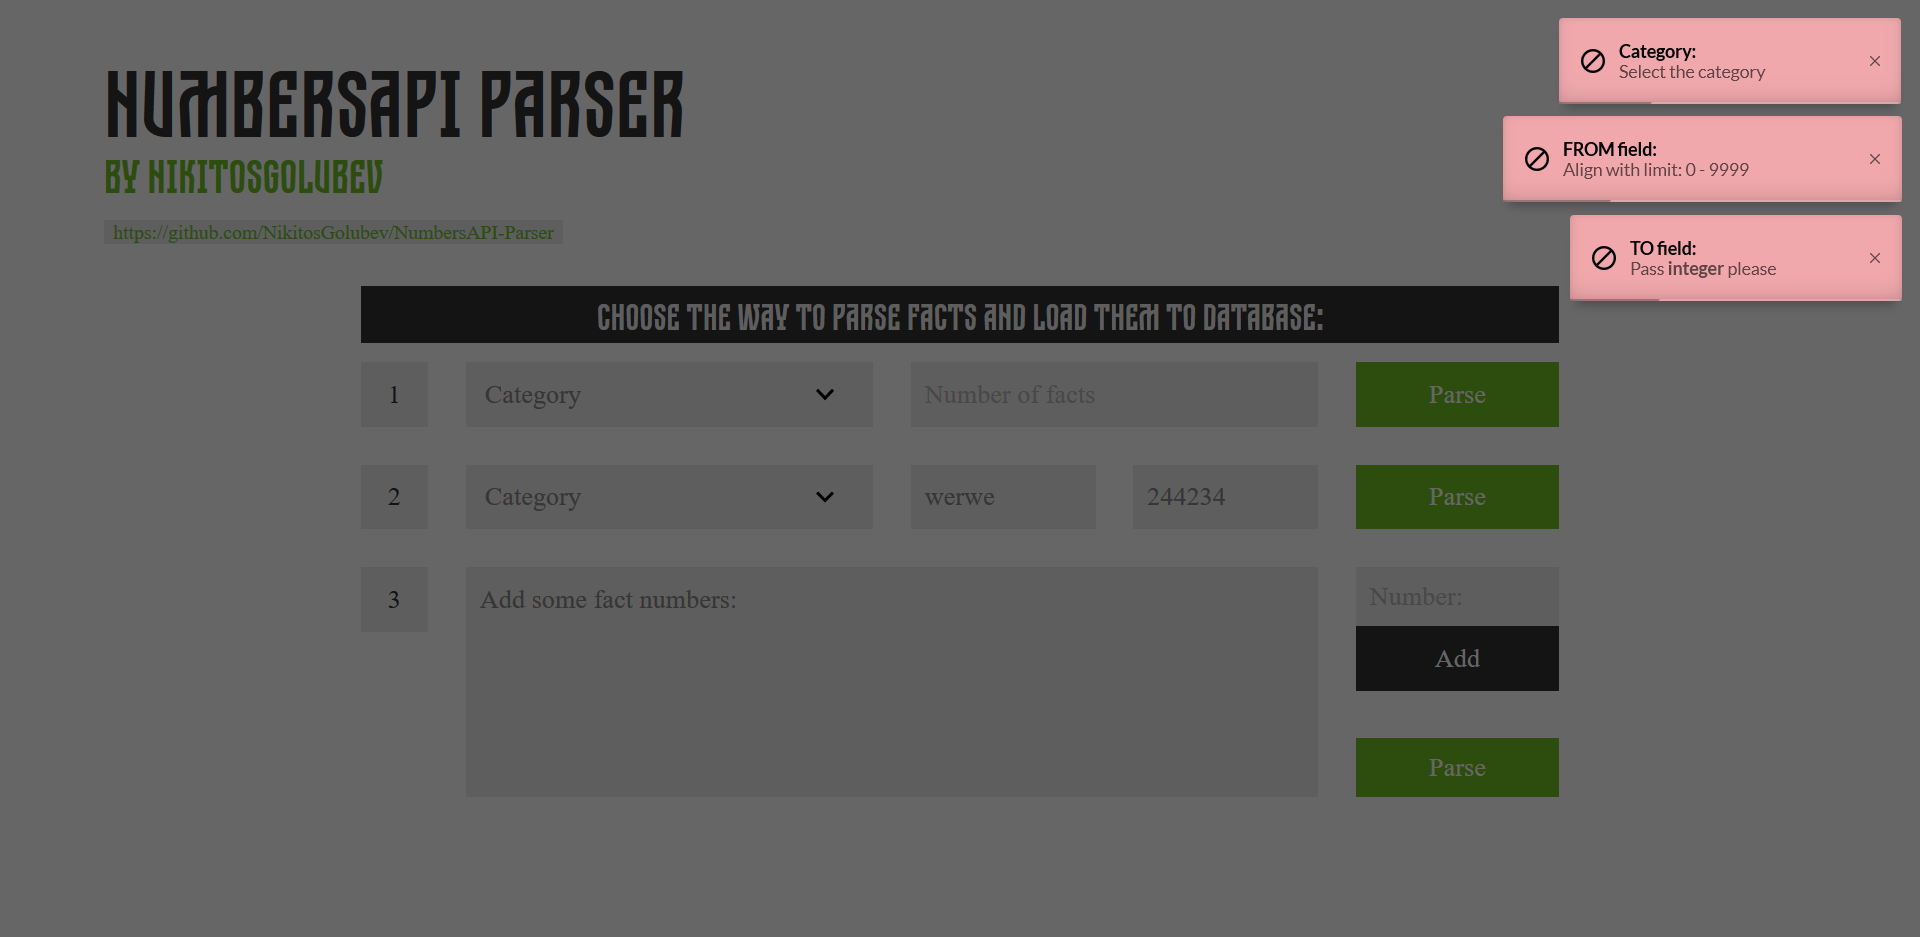 NUMBERSAPI PARSER
BY NIKITOSGOLUBEV
https://github.com/NikitosGolubev/NumbersAPI-Parser
Category:
Select the category
FROM field:
Align with limit: 0 - 9999
TO field:
Pass integer please
CHOOSE THE WAY TO PARSE FACTS AND LOAD THEM TO DATABASE:
1 Category Number of facts Parse
2 Category werwe 244234 Parse
3 Add some fact numbers: Number:
Add
Parse